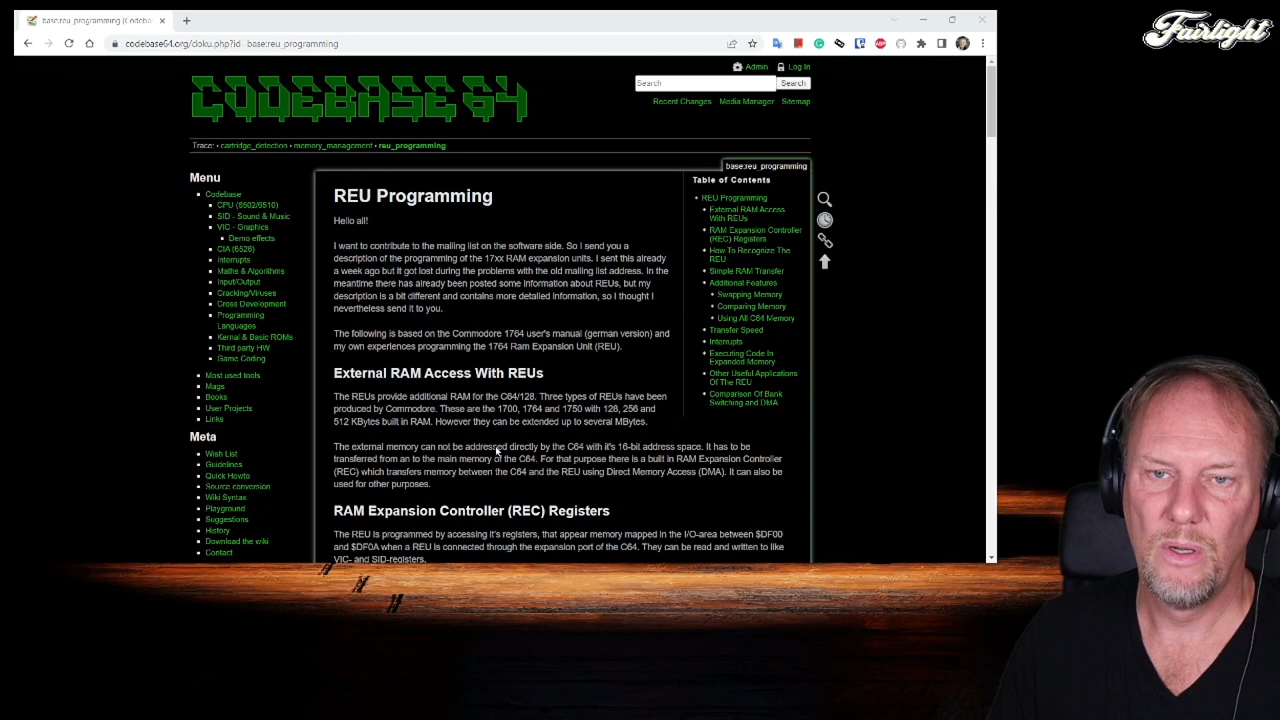 base:reu_programming [Codeba
codebase64.org/doku.php?id=base:reu_programming
Fairlight
Admin Log In
CODEBASE64
Search Search
Recent Changes Media Manager Sitemap
Trace: • cartridge_detection • memory_management • reu_programming
base:reu_programming
Menu
Codebase
CPU (6502/6510)
SID - Sound & Music
VIC - Graphics
Demo effects
CIA (6526)
Interrupts
Maths & Algorithms
Input/Output
Cracking/Viruses
Cross Development
Programming
Languages
Kernal & Basic ROMs
Third party HW
Game Coding
Most used tools
Mags
Books
User Projects
Links
Meta
Wish List
Guidelines
Quick Howto
Source conversion
Wiki Syntax
Playground
Suggestions
History
Download the wiki
Contact
REU Programming
Hello all!
I want to contribute to the mailing list on the software side. So I send you a
description of the programming of the 17xx RAM expansion units. I sent this already
a week ago but it got lost during the problems with the old mailing list address. In the
meantime there has already been posted some information about REUs, but my
description is a bit different and contains more detailed information, so I thought I
nevertheless send it to you.
The following is based on the Commodore 1764 user's manual (german version) and
my own experiences programming the 1764 Ram Expansion Unit (REU).
External RAM Access With REUs
The REUs provide additional RAM for the C64/128. Three types of REUs have been
produced by Commodore. These are the 1700, 1764 and 1750 with 128, 256 and
512 KBytes built in RAM. However they can be extended up to several MBytes.
The external memory can not be addressed directly by the C64 with it's 16-bit address space. It has to be
transferred from an to the main memory of the C64. For that purpose there is a built in RAM Expansion Controller
(REC) which transfers memory between the C64 and the REU using Direct Memory Access (DMA). It can also be
used for other purposes.
RAM Expansion Controller (REC) Registers
The REU is programmed by accessing it's registers, that appear memory mapped in the I/O-area between $DF00
and $DF0A when a REU is connected through the expansion port of the C64. They can be read and written to like
VIC- and SID-registers.
Table of Contents
REU Programming
External RAM Access
With REUs
RAM Expansion Controller
(REC) Registers
How To Recognize The
REU
Simple RAM Transfer
Additional Features
Swapping Memory
Comparing Memory
Using All C64 Memory
Transfer Speed
Interrupts
Executing Code In
Expanded Memory
Other Useful Applications
Of The REU
Comparison Of Bank
Switching and DMA